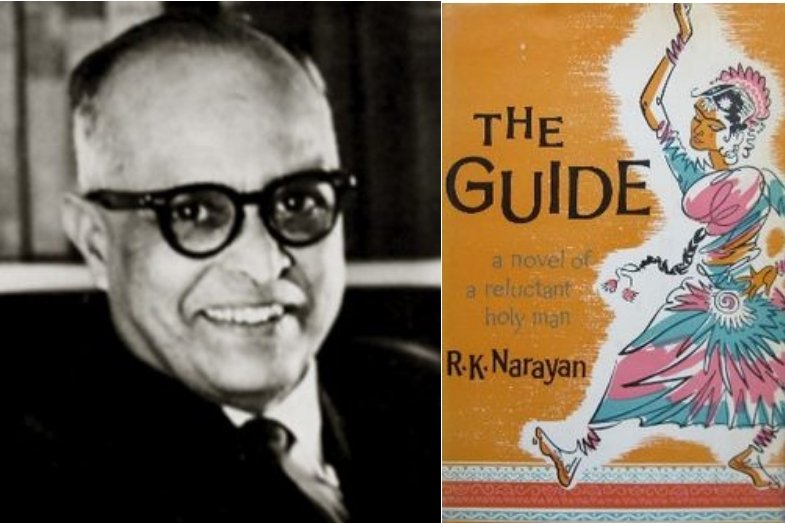 THE
GUIDE
a novel of
a reluctant
holy man
R.K. Narayan